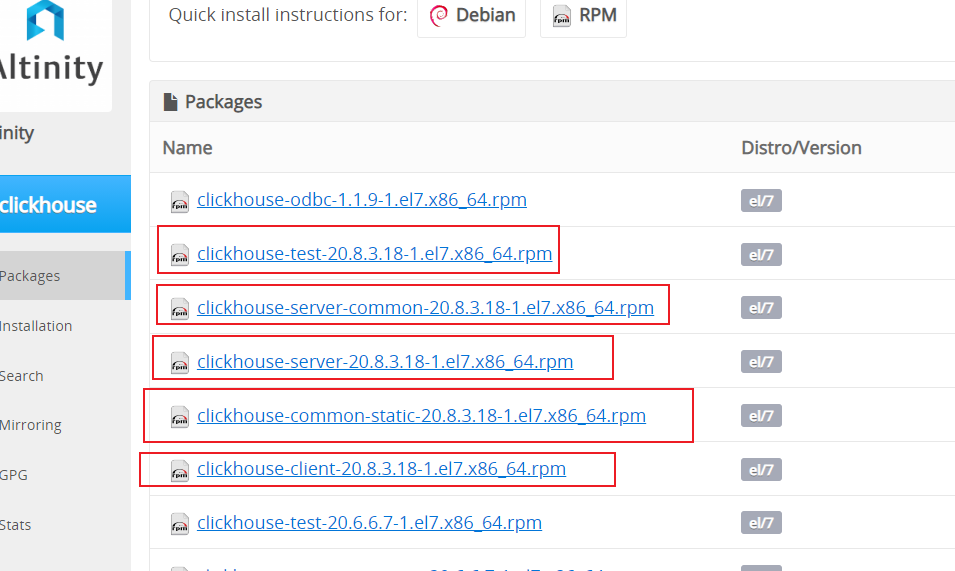 Quick install instructions for: Debian RPM
Altinity
inity
Packages
Name Distro/Version
clickhouse
clickhouse-odbc-1.1.9-1.el7.x86_64.rpm el/7
clickhouse-test-20.8.3.18-1.el7.x86_64.rpm el/7
Packages
clickhouse-server-common-20.8.3.18-1.el7.x86_64.rpm el/7
Installation
clickhouse-server-20.8.3.18-1.el7.x86_64.rpm el/7
Search
clickhouse-common-static-20.8.3.18-1.el7.x86_64.rpm el/7
Mirroring
clickhouse-client-20.8.3.18-1.el7.x86_64.rpm el/7
GPG
clickhouse-test-20.6.6.7-1.el7.x86_64.rpm el/7
Stats